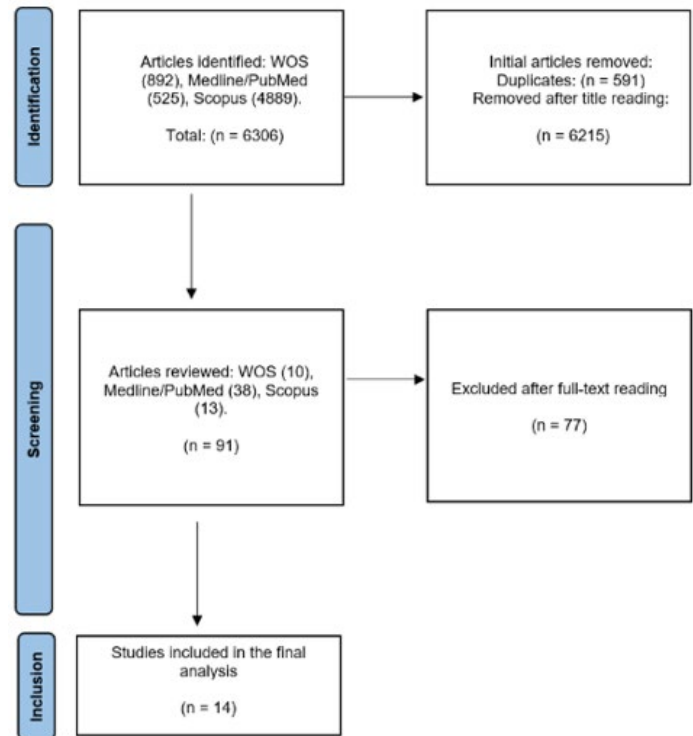 Identification
Articles identified: WOS
(892), Medline/PubMed
(525), Scopus (4889).
Total: (n = 6306)
Initial articles removed:
Duplicates: (n = 591)
Removed after title reading:
(n = 6215)
Screening
Articles reviewed: WOS (10),
Medline/PubMed (38), Scopus
(13).
(n = 91)
Excluded after full-text reading
(n = 77)
Inclusion
Studies included in the final
analysis
(n = 14)